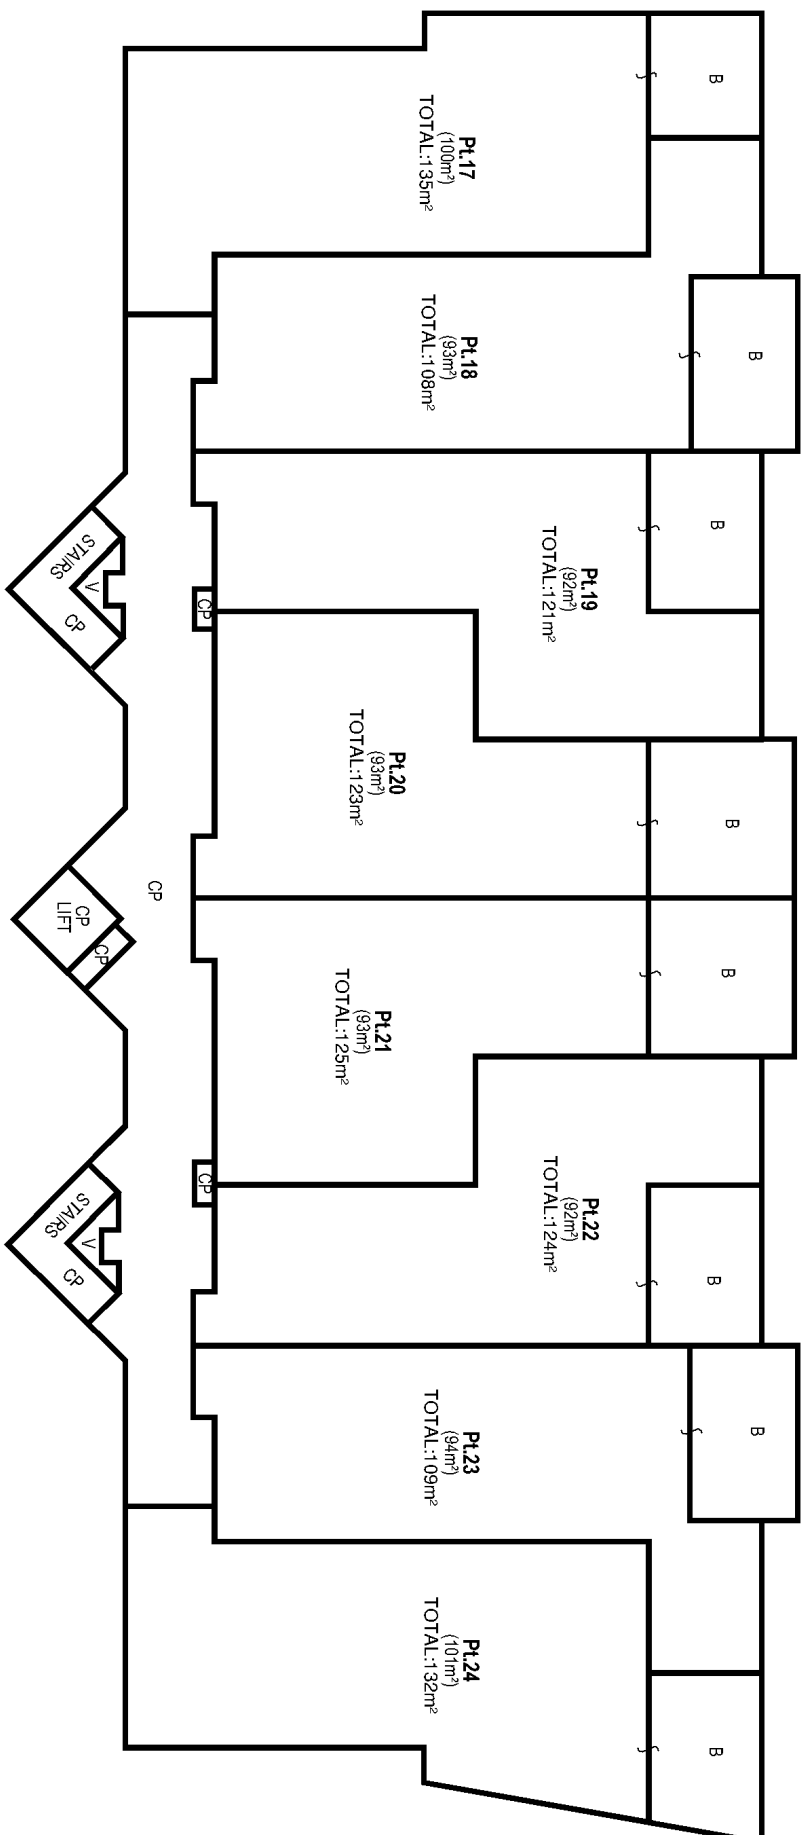 B
Pt.17
(100m²)
TOTAL:135m²
B
Pt.18
(93m²)
TOTAL:108m²
B
Pt.19
(92m²)
TOTAL:121m²
STAIRS
V
CP
CP
B
Pt.20
(93m²)
TOTAL:123m²
CP
CP
LIFT
CP
B
Pt.21
(93m²)
TOTAL:125m²
CP
STAIRS
V
CP
B
Pt.22
(92m²)
TOTAL:124m²
B
Pt.23
(94m²)
TOTAL:109m²
Pt.24
(101m²)
TOTAL:132m²
B